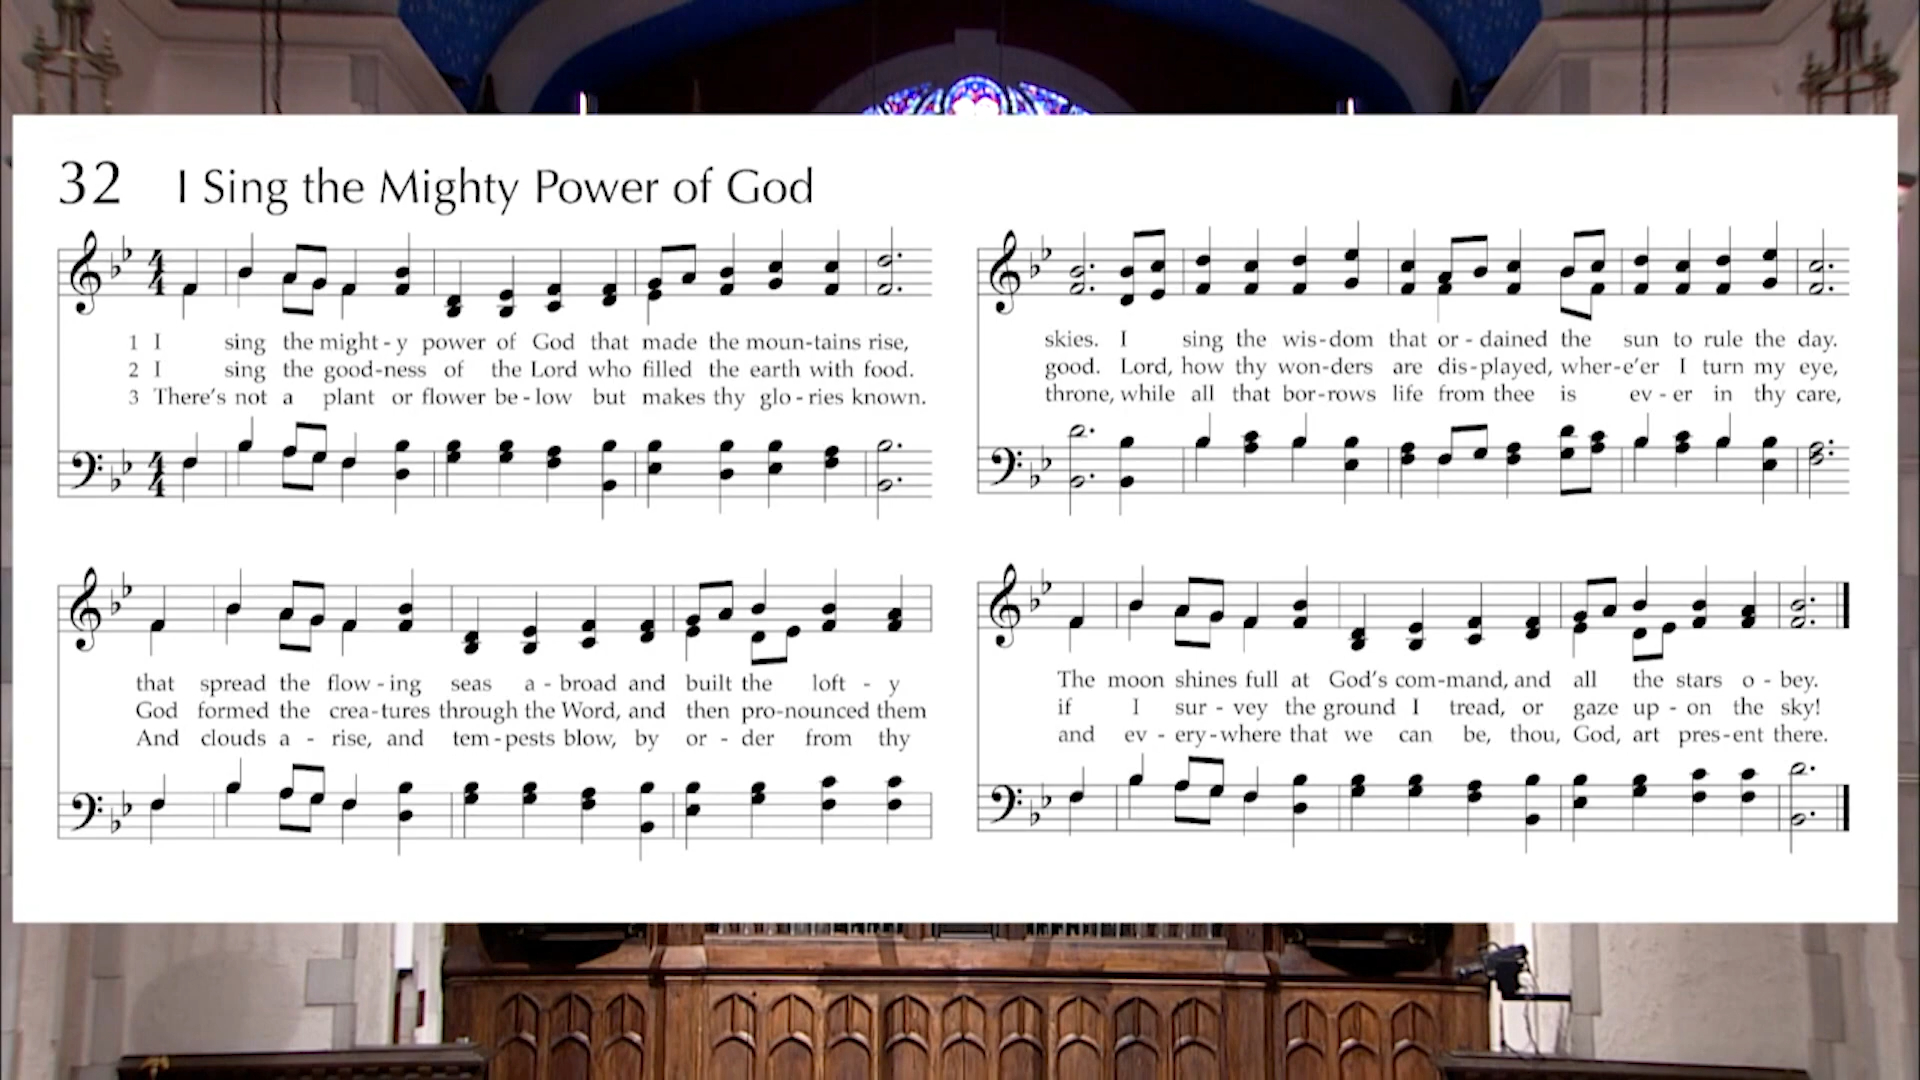 32 I Sing the Mighty Power of God
4
4
1 I sing the might - y power of God that made the moun-tains rise,
2 I sing the good-ness of the Lord who filled the earth with food.
3 There's not a plant or flower be - low but makes thy glo - ries known.
4
4
that spread the flow - ing seas a - broad and built the loft - y
God formed the crea-tures through the Word, and then pro-nounced them
And clouds a - rise, and tem - pests blow, by or - der from thy
skies. I sing the wis - dom that or - dained the sun to rule the day.
good. Lord, how thy won-ders are dis - played, wher-e'er I turn my eye,
throne, while all that bor-rows life from thee is ev - er in thy care,
The moon shines full at God's com-mand, and all the stars o - bey.
if I sur - vey the ground I tread, or gaze up - on the sky!
and ev - ery - where that we can be, thou, God, art pres-ent there.